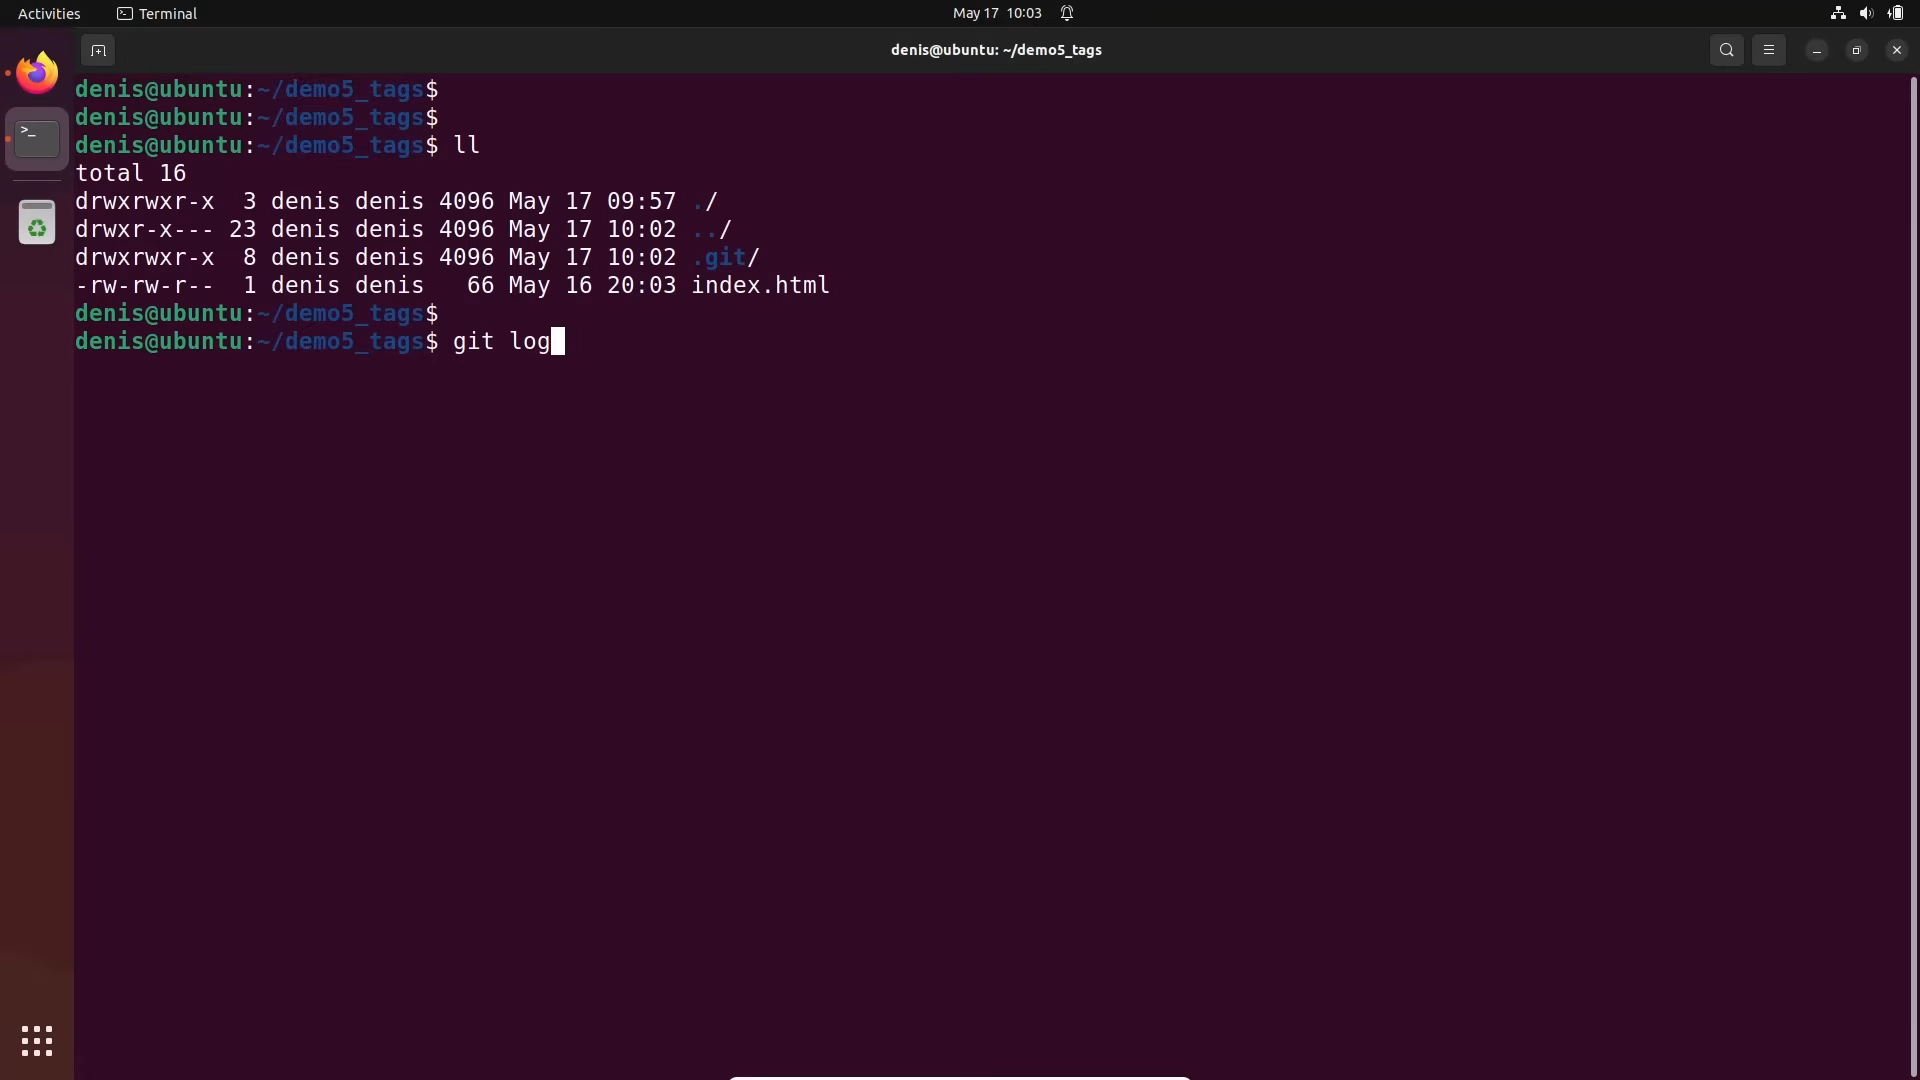 Activities Terminal May 17 10:03
denis@ubuntu: ~/demo5_tags
denis@ubuntu:~/demo5_tags$
denis@ubuntu:~/demo5_tags$
denis@ubuntu:~/demo5_tags$ ll
total 16
drwxrwxr-x  3 denis denis 4096 May 17 09:57 ./
drwxr-x--- 23 denis denis 4096 May 17 10:02 ../
drwxrwxr-x  8 denis denis 4096 May 17 10:02 .git/
-rw-rw-r--  1 denis denis   66 May 16 20:03 index.html
denis@ubuntu:~/demo5_tags$
denis@ubuntu:~/demo5_tags$ git log